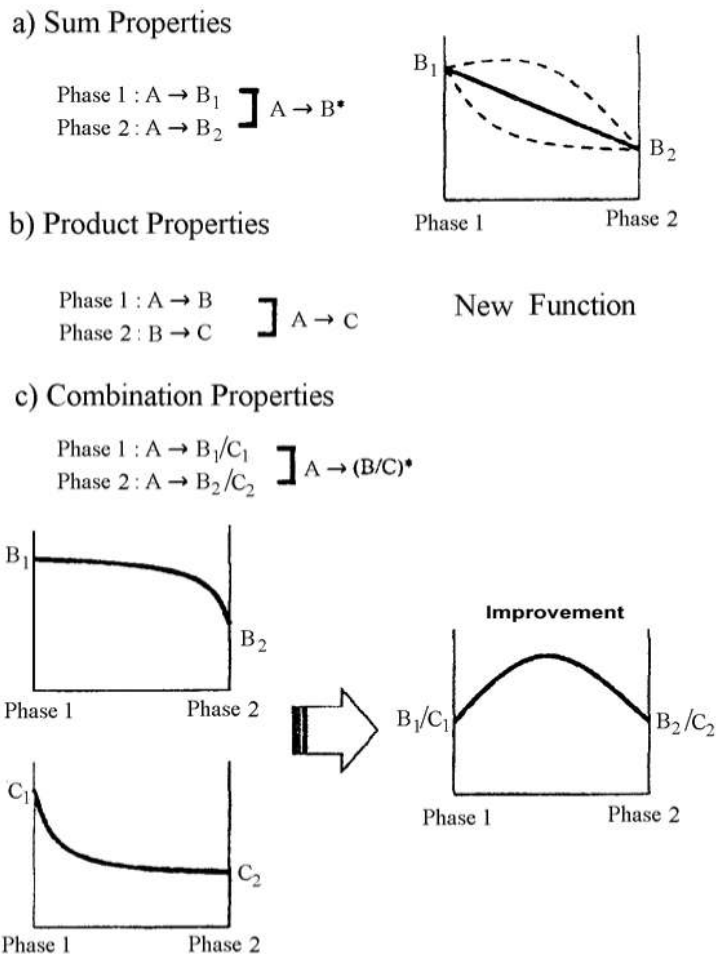 a) Sum Properties
Phase 1 : A → B₁
Phase 2 : A → B₂
A → B*
B₁
B₂
Phase 1
Phase 2
b) Product Properties
Phase 1 : A → B
Phase 2 : B → C
A → C
New Function
c) Combination Properties
Phase 1 : A → B₁/C₁
Phase 2 : A → B₂/C₂
A → (B/C)*
B₁
B₂
Phase 1
Phase 2
C₁
C₂
Phase 1
Phase 2
Improvement
B₁/C₁
B₂/C₂
Phase 1
Phase 2